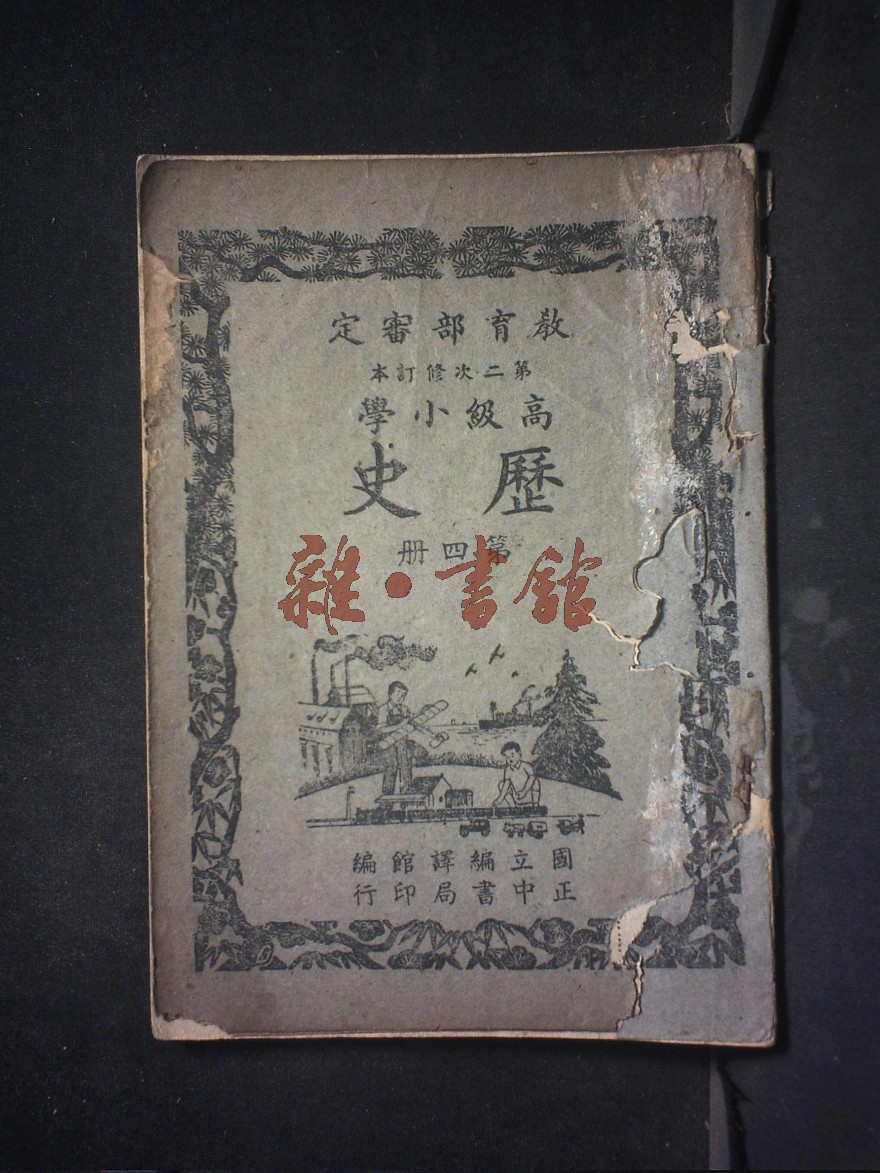 教育部審定
第二次修訂本
高級小學
歷史
第四册
雜·書館
國立編譯館編
正中書局印行